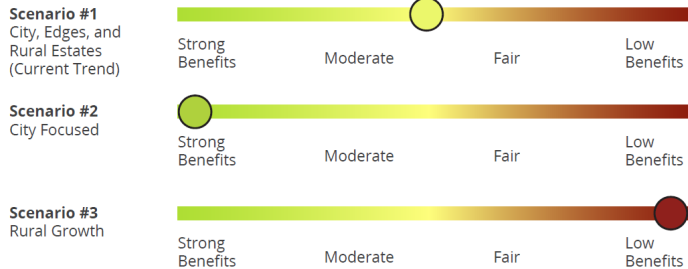 Scenario #1
City, Edges, and
Rural Estates
(Current Trend)
Strong
Benefits
Moderate
Fair
Low
Benefits
Scenario #2
City Focused
Strong
Benefits
Moderate
Fair
Low
Benefits
Scenario #3
Rural Growth
Strong
Benefits
Moderate
Fair
Low
Benefits